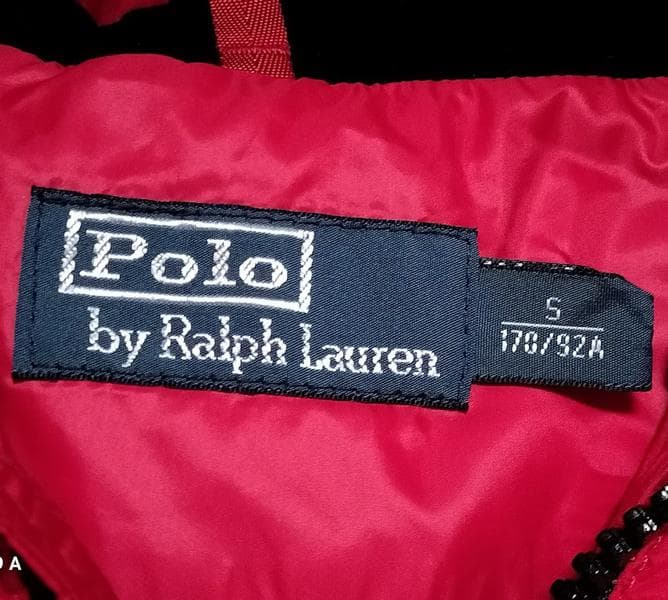 Polo
by Ralph Lauren
S
170/92A